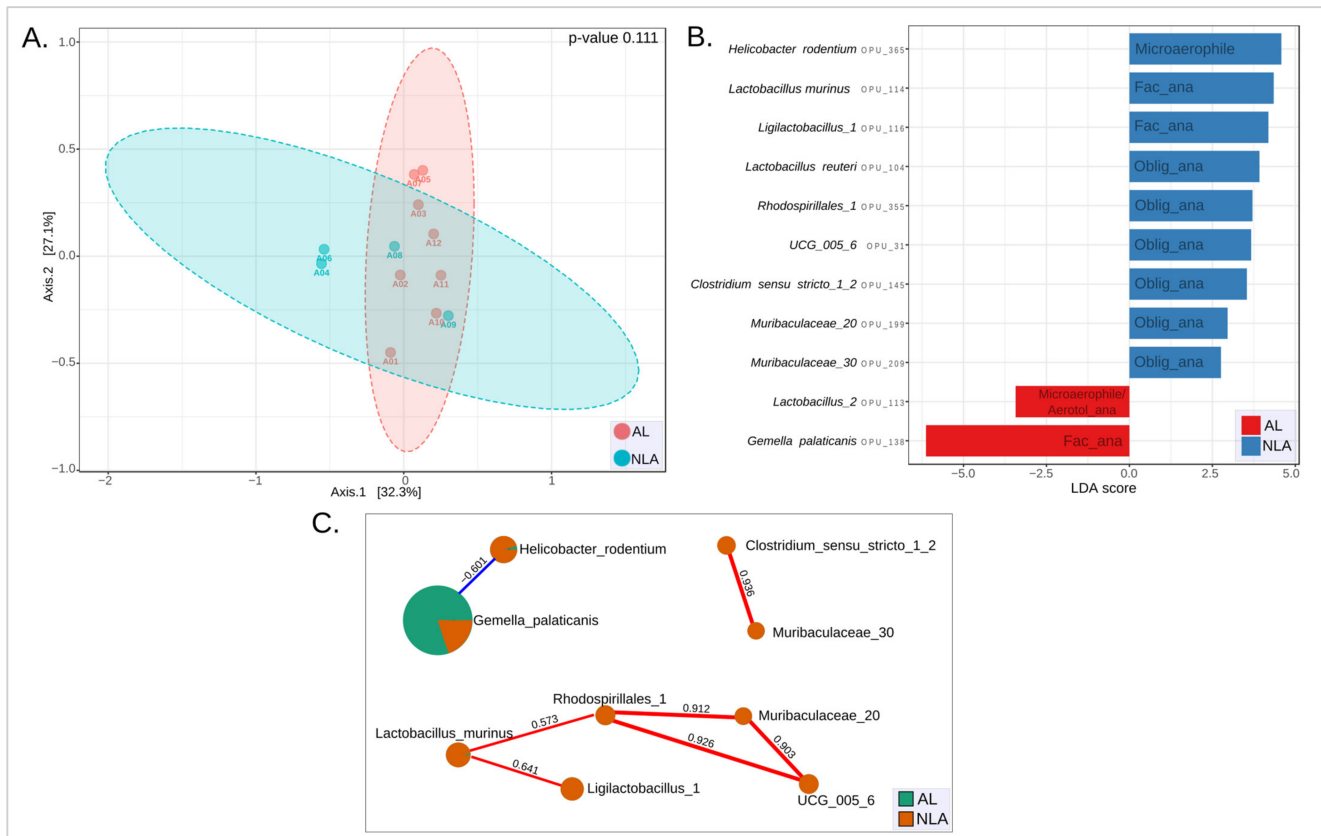 A.
p-value 0.111
1.0
0.5
0.0
−0.5
−1.0
Axis.2 [27.1%]
A07
A05
A03
A12
A06
A04
A08
A02
A11
A10
A09
A01
AL
NLA
−2
−1
0
1
Axis.1 [32.3%]
B.
Helicobacter rodentium OPU_365 Microaerophile
Lactobacillus murinus OPU_114 Fac_ana
Ligilactobacillus_1 OPU_116 Fac_ana
Lactobacillus reuteri OPU_104 Oblig_ana
Rhodospirillales_1 OPU_355 Oblig_ana
UCG_005_6 OPU_31 Oblig_ana
Clostridium sensu stricto_1_2 OPU_145 Oblig_ana
Muribaculaceae_20 OPU_199 Oblig_ana
Muribaculaceae_30 OPU_209 Oblig_ana
Lactobacillus_2 OPU_113 Microaerophile/
Aerotol_ana
Gemella palaticanis OPU_138 Fac_ana
AL
NLA
−5.0 −2.5 0.0 2.5 5.0
LDA score
C.
Helicobacter_rodentium
−0.601
Gemella_palaticanis
Clostridium_sensu_stricto_1_2
0.936
Muribaculaceae_30
Rhodospirillales_1
0.912
Muribaculaceae_20
0.573
0.926
0.903
Lactobacillus_murinus
0.641
Ligilactobacillus_1
UCG_005_6
AL
NLA